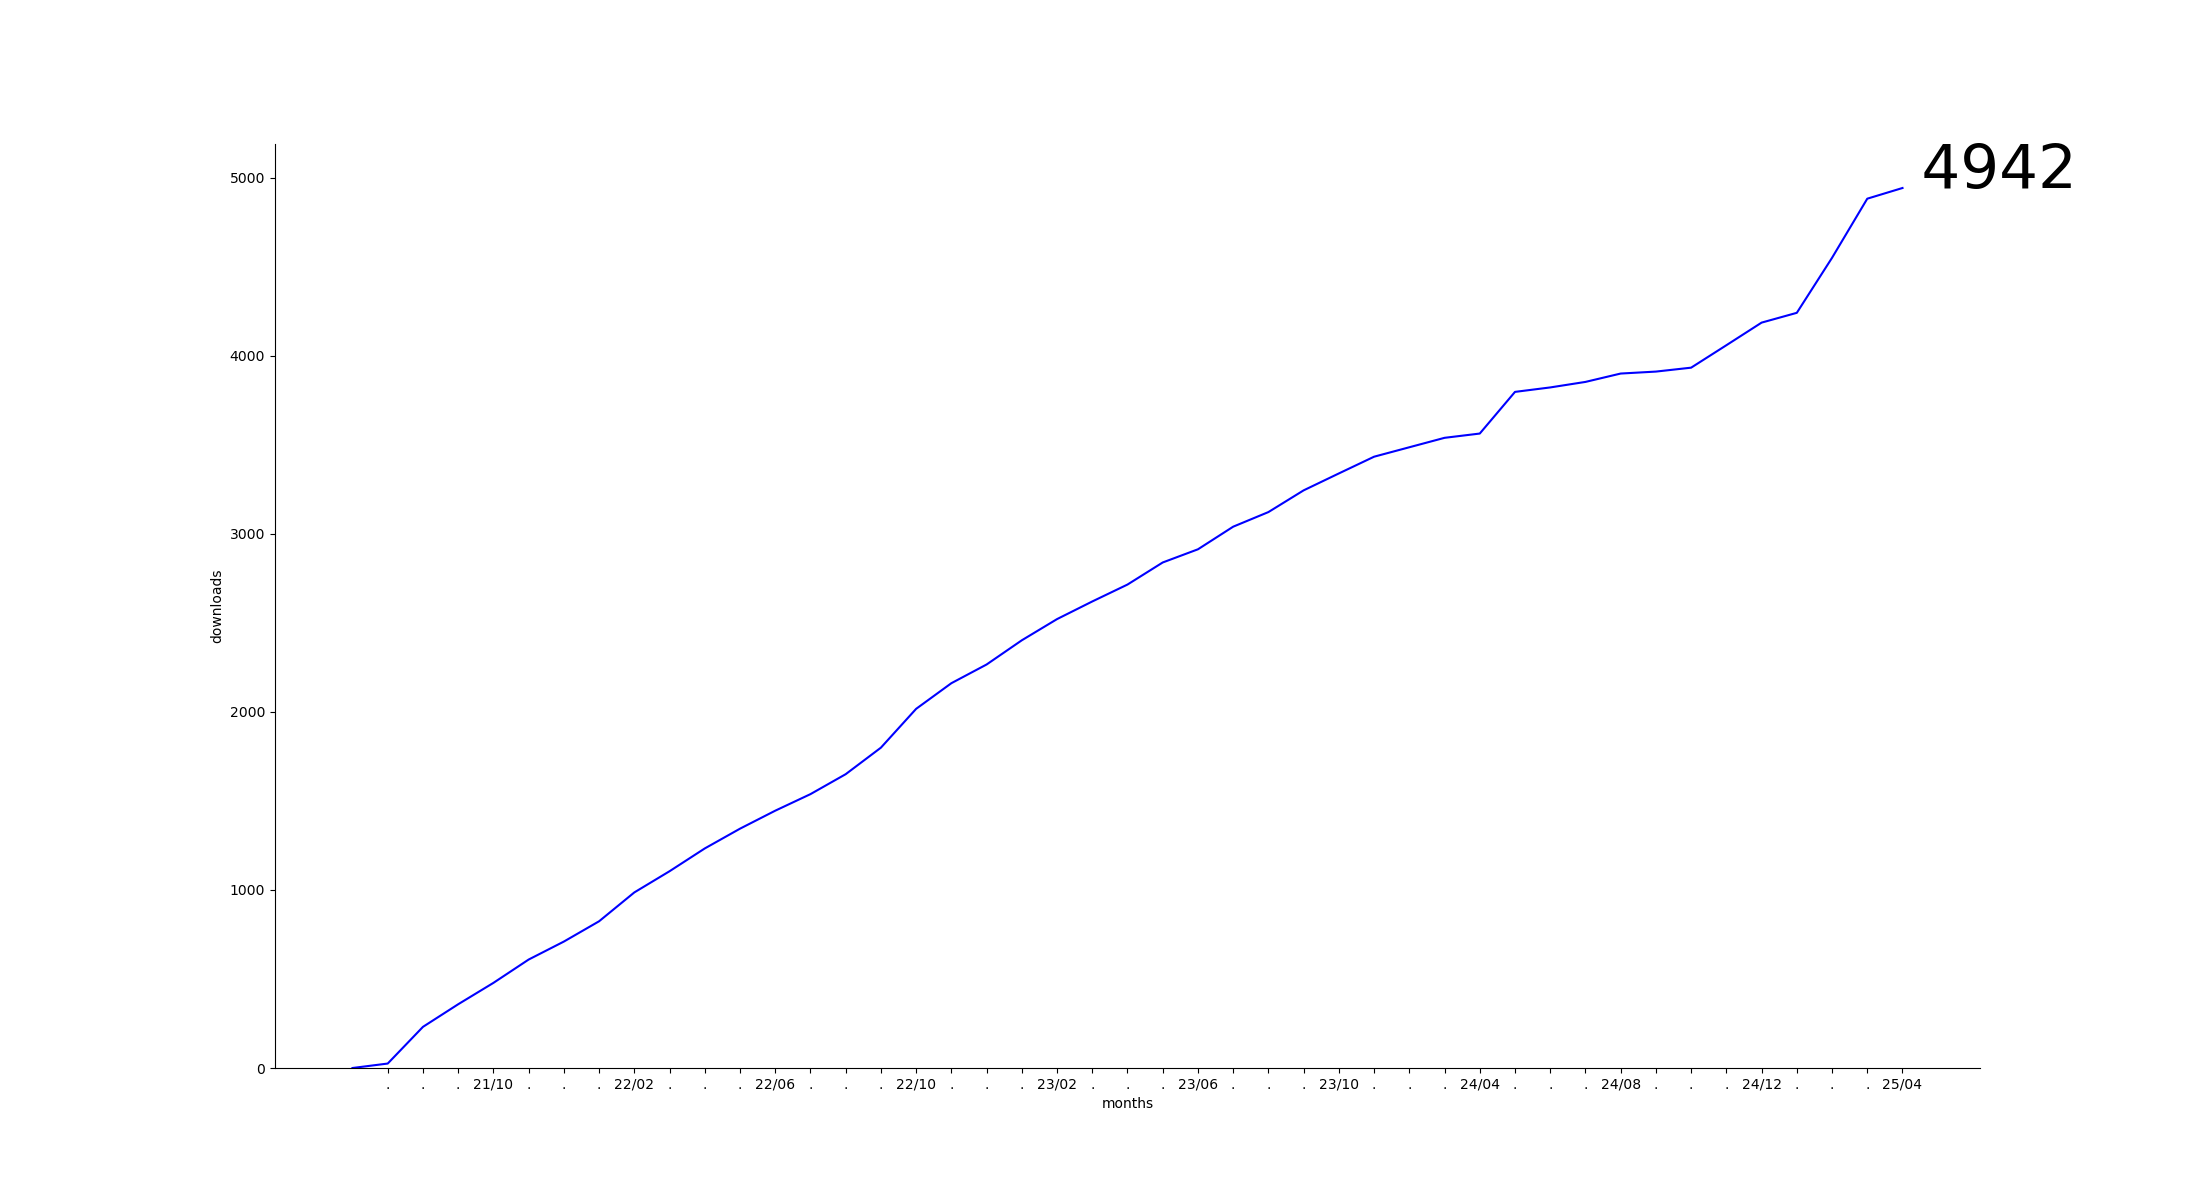 4942
5000
4000
3000
2000
1000
0
downloads
. . . 21/10 . . . 22/02 . . . 22/06 . . . 22/10 . . . 23/02 . . . 23/06 . . . 23/10 . . . 24/04 . . . 24/08 . . . 24/12 . . . 25/04
months